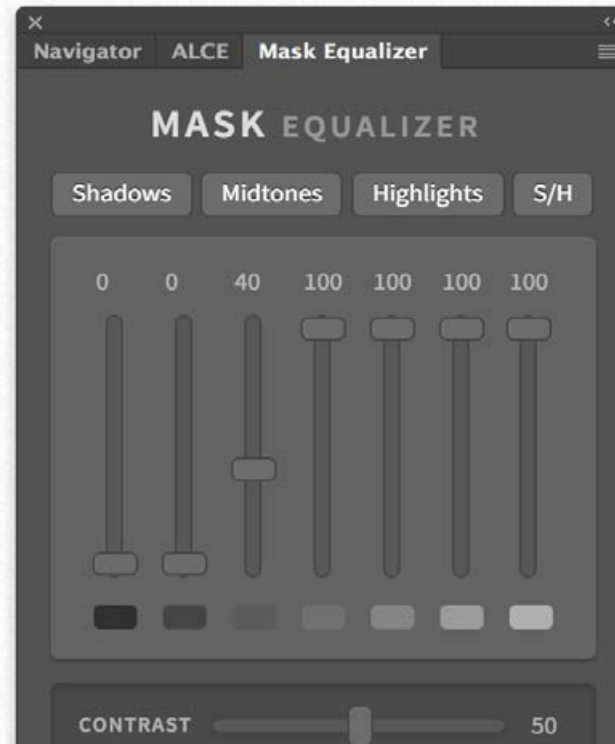 Navigator ALCE Mask Equalizer
MASK EQUALIZER
Shadows Midtones Highlights S/H
0 0 40 100 100 100 100
CONTRAST 50